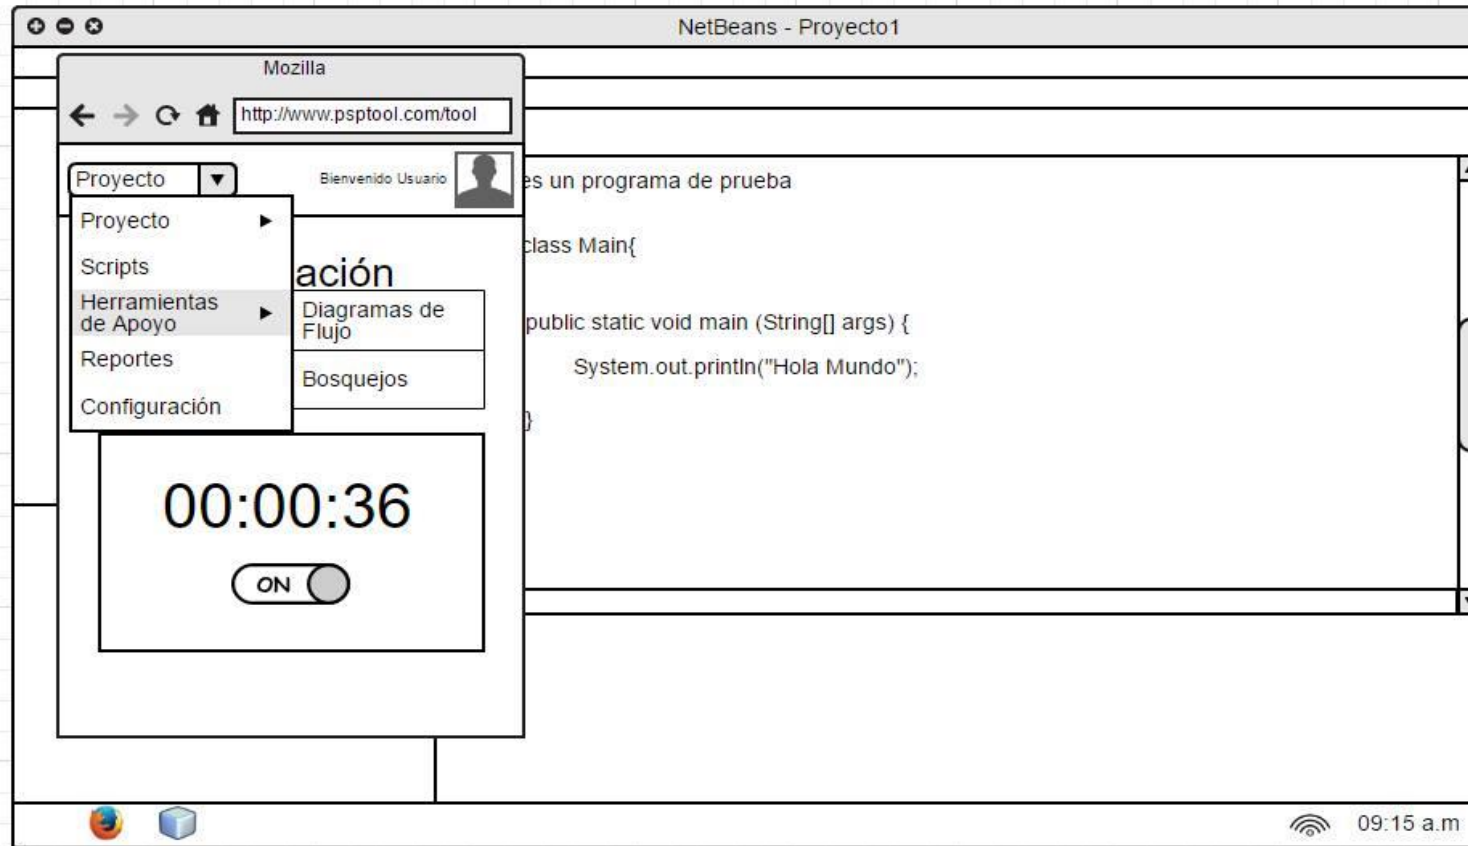 NetBeans - Proyecto1
Mozilla
http://www.psptool.com/tool
Proyecto
Bienvenido Usuario
Proyecto
Scripts
Herramientas
de Apoyo
Reportes
Configuración
ación
Diagramas de
Flujo
Bosquejos
00:00:36
ON
es un programa de prueba
class Main{
public static void main (String[] args) {
System.out.println("Hola Mundo");
}
09:15 a.m